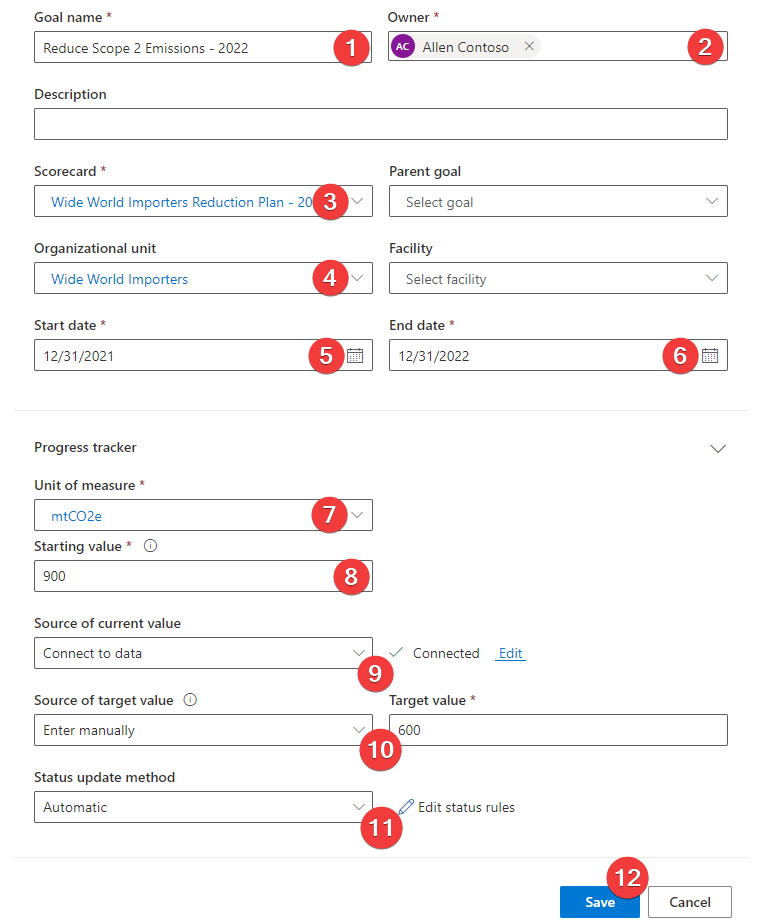 Goal name * Owner *
Reduce Scope 2 Emissions - 2022 1 AC Allen Contoso 2
Description
Scorecard * Parent goal
Wide World Importers Reduction Plan - 20 3 Select goal
Organizational unit Facility
Wide World Importers 4 Select facility
Start date * End date *
12/31/2021 5 12/31/2022 6
Progress tracker
Unit of measure *
mtCO2e 7
Starting value *
900 8
Source of current value
Connect to data 9 Connected Edit
Source of target value Target value *
Enter manually 10 600
Status update method
Automatic 11 Edit status rules
12
Save Cancel